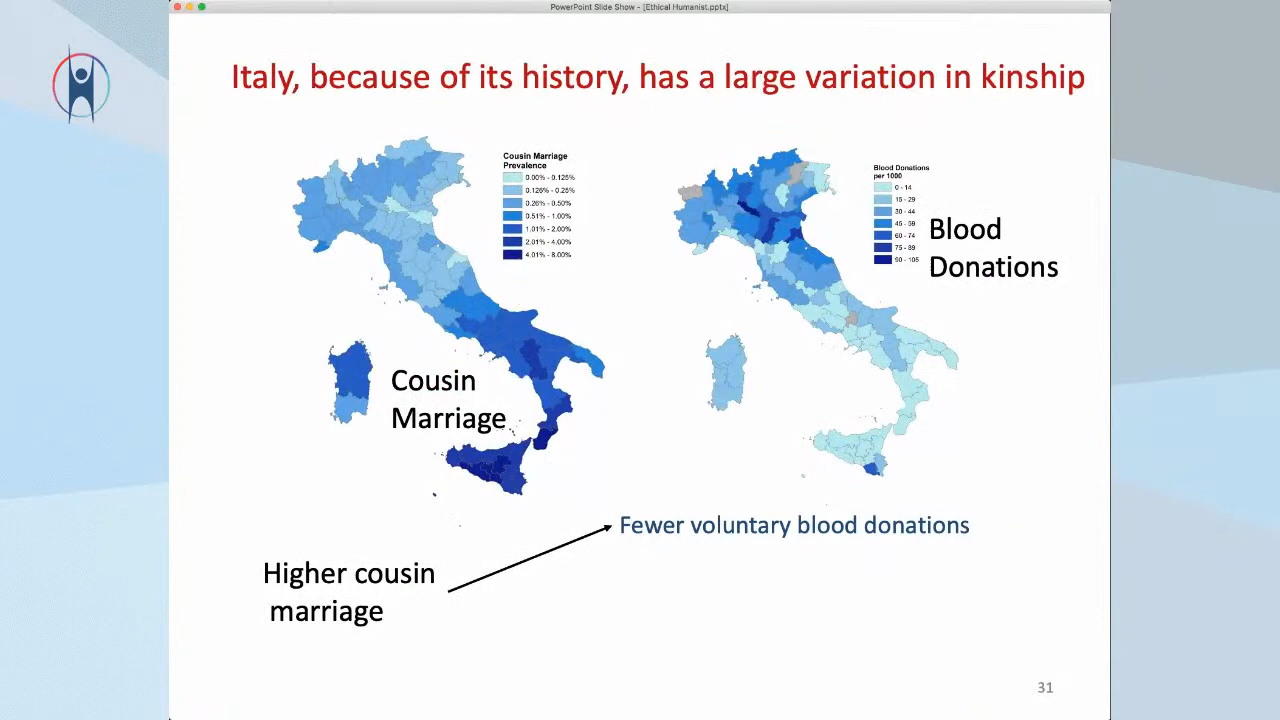 PowerPoint Slide Show - [Ethical Humanist.pptx]
Italy, because of its history, has a large variation in kinship
Cousin Marriage
Prevalence
0.00% - 0.125%
0.126% - 0.25%
0.26% - 0.50%
0.51% - 1.00%
1.01% - 2.00%
2.01% - 4.00%
4.01% - 8.00%
Cousin
Marriage
Blood Donations
per 1000
0 - 14
15 - 29
30 - 44
45 - 59
60 - 74
75 - 89
90 - 105
Blood
Donations
Fewer voluntary blood donations
Higher cousin
marriage
31